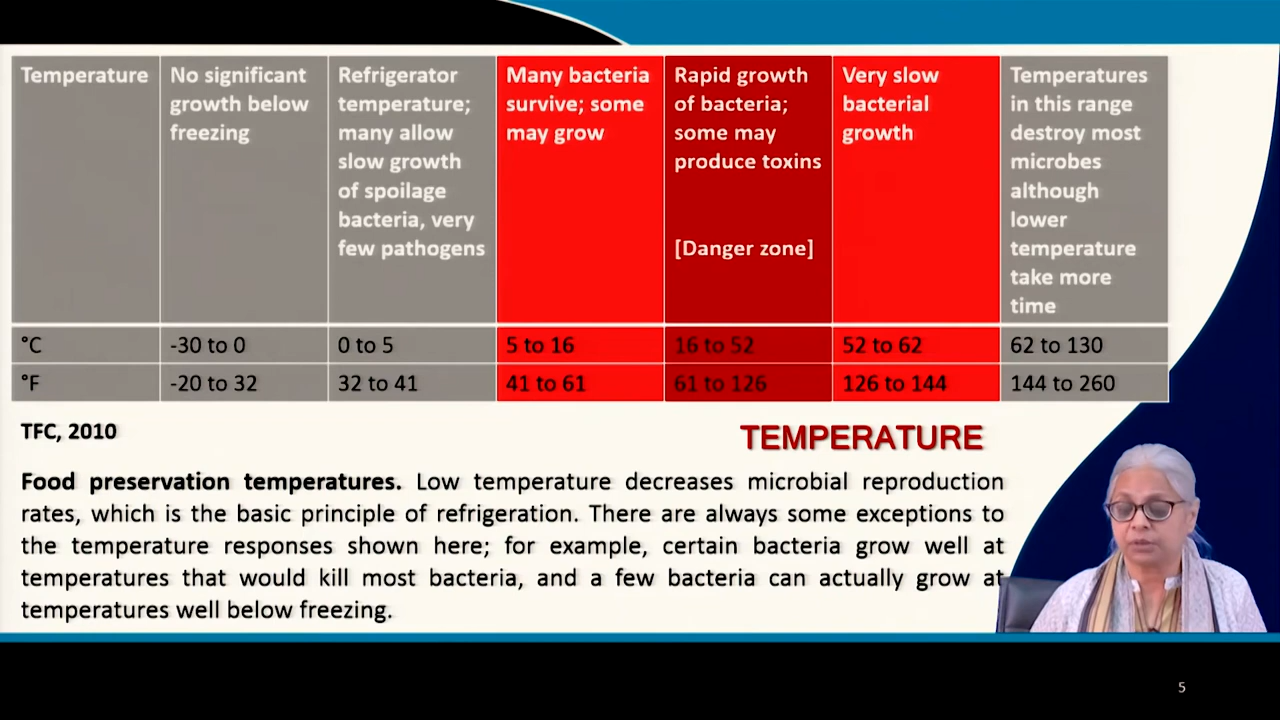 Temperature
No significant
growth below
freezing
Refrigerator
temperature;
many allow
slow growth
of spoilage
bacteria, very
few pathogens
Many bacteria
survive; some
may grow
Rapid growth
of bacteria;
some may
produce toxins
[Danger zone]
Very slow
bacterial
growth
Temperatures
in this range
destroy most
microbes
although
lower
temperature
take more
time
°C -30 to 0 0 to 5 5 to 16 16 to 52 52 to 62 62 to 130
°F -20 to 32 32 to 41 41 to 61 61 to 126 126 to 144 144 to 260
TFC, 2010
TEMPERATURE
Food preservation temperatures. Low temperature decreases microbial reproduction
rates, which is the basic principle of refrigeration. There are always some exceptions to
the temperature responses shown here; for example, certain bacteria grow well at
temperatures that would kill most bacteria, and a few bacteria can actually grow at
temperatures well below freezing.
5